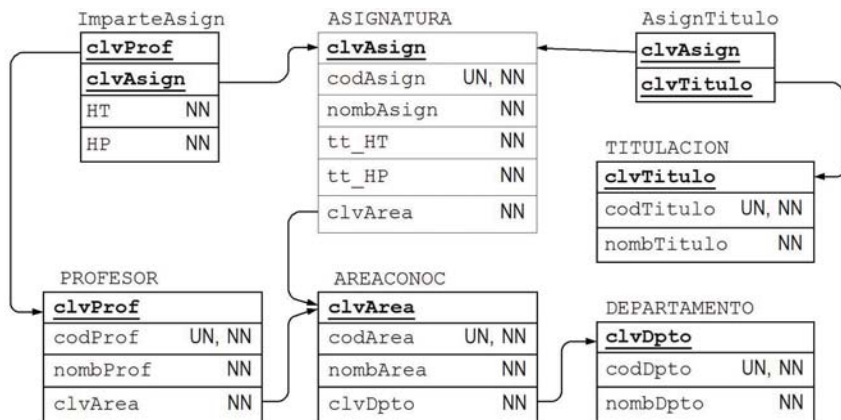 ImparteAsign
clvProf
clvAsign
HT NN
HP NN
ASIGNATURA
clvAsign
codAsign UN, NN
nombAsign NN
tt_HT NN
tt_HP NN
clvArea NN
AsignTitulo
clvAsign
clvTitulo
TITULACION
clvTitulo
codTitulo UN, NN
nombTitulo NN
PROFESOR
clvProf
codProf UN, NN
nombProf NN
clvArea NN
AREACONOC
clvArea
codArea UN, NN
nombArea NN
clvDpto NN
DEPARTAMENTO
clvDpto
codDpto UN, NN
nombDpto NN